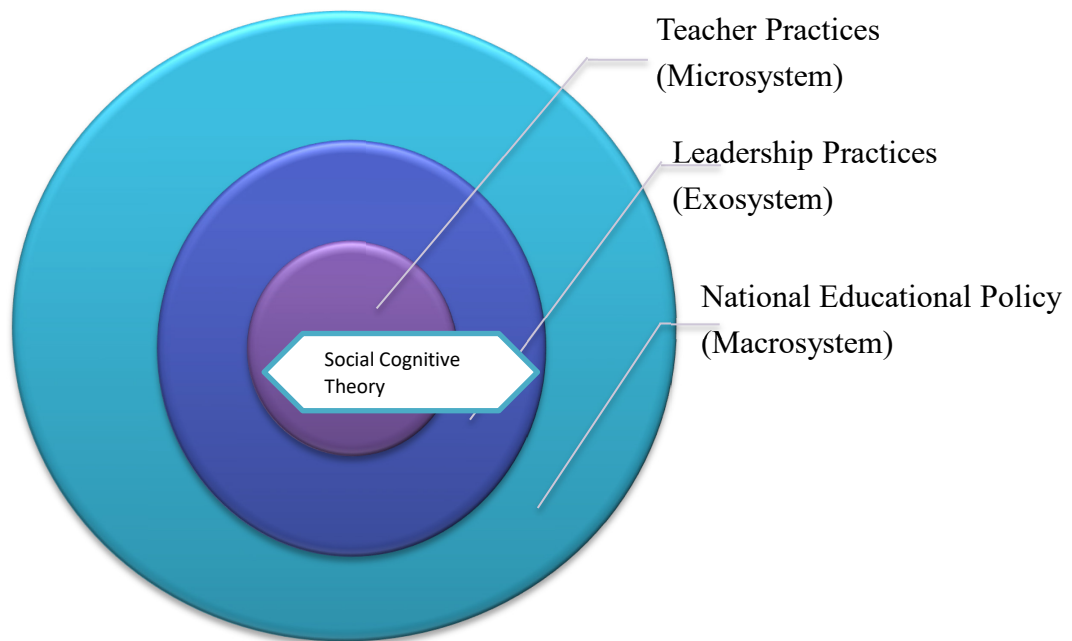 Teacher Practices
(Microsystem)
Leadership Practices
(Exosystem)
National Educational Policy
(Macrosystem)
Social Cognitive
Theory